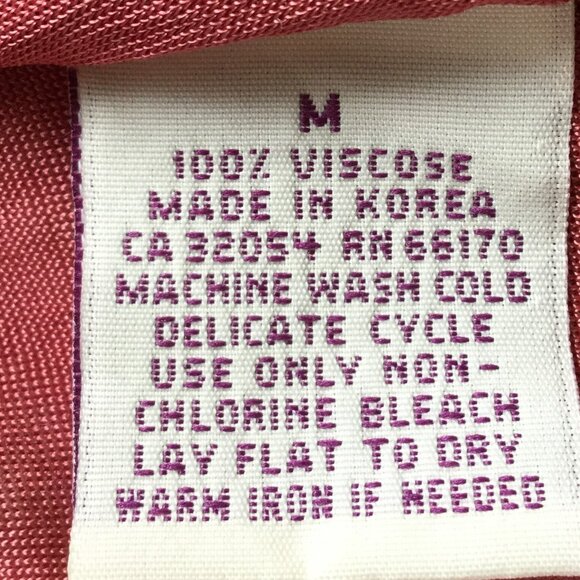 M
100% VISCOSE
MADE IN KOREA
CA 32054 RN 66170
MACHINE WASH COLD
DELICATE CYCLE
USE ONLY NON-
CHLORINE BLEACH
LAY FLAT TO DRY
WARM IRON IF NEEDED